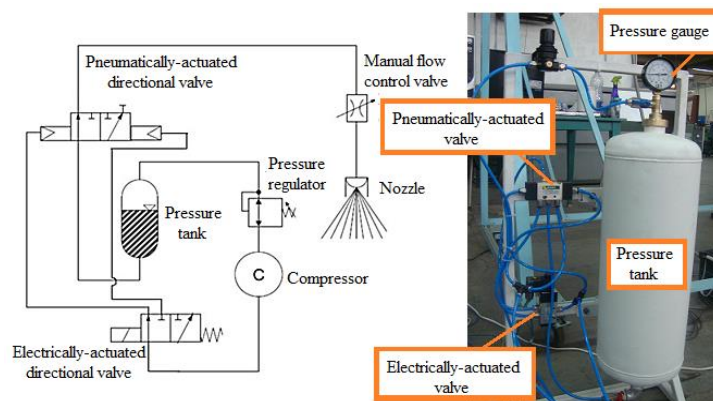 Pneumatically-actuated
directional valve
Manual flow
control valve
Pressure
regulator
Nozzle
Pressure
tank
C
Compressor
Electrically-actuated
directional valve
Pressure gauge
Pneumatically-actuated
valve
Pressure
tank
Electrically-actuated
valve